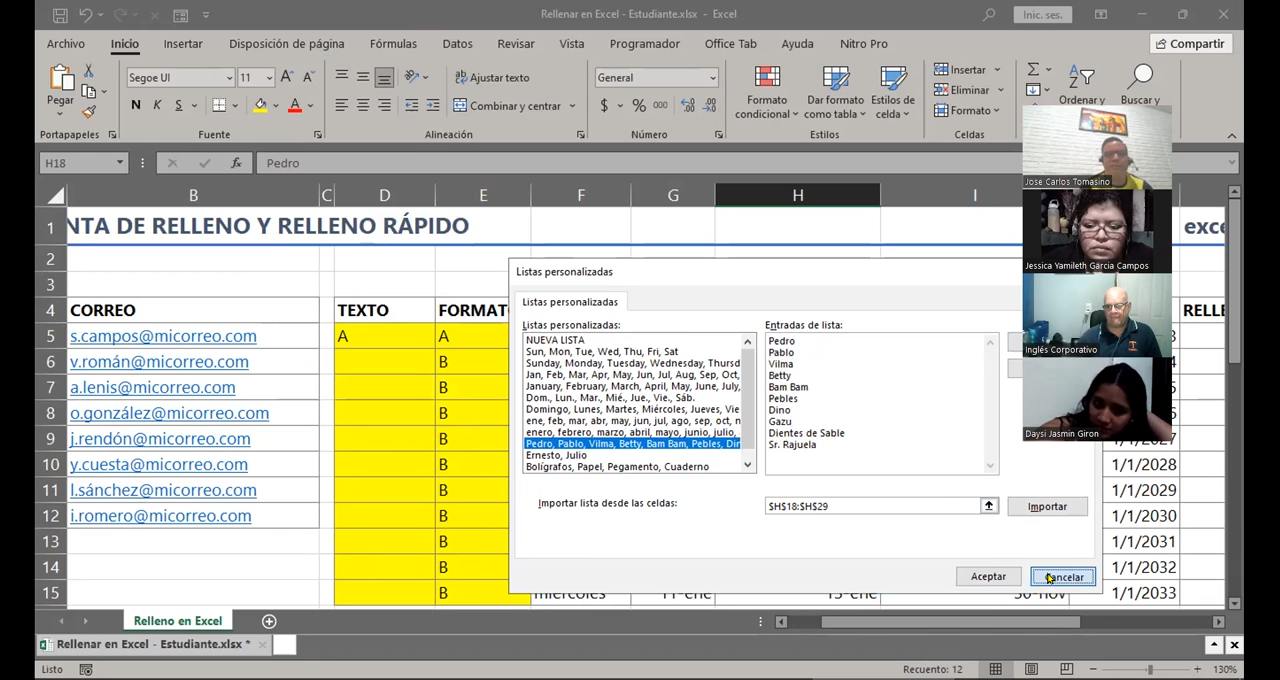 Rellenar en Excel - Estudiante.xlsx - Excel
Inic. ses.
Archivo Inicio Insertar Disposición de página Fórmulas Datos Revisar Vista Programador Office Tab Ayuda Nitro Pro Compartir
Pegar
Segoe UI 11
N K S
Ajustar texto
Combinar y centrar
General
$ % 000
Formato condicional
Dar formato como tabla
Estilos de celda
Insertar
Eliminar
Formato
Ordenar y
Buscar y
Portapapeles Fuente Alineación Número Estilos Celdas
H18 fx Pedro
B C D E F G H I
1 NTA DE RELLENO Y RELLENO RÁPIDO
2
3
4 CORREO TEXTO RELLE
5 s.campos@micorreo.com A A
6 v.román@micorreo.com B
7 a.lenis@micorreo.com B
8 o.gonzález@micorreo.com B
9 j.rendón@micorreo.com B
10 y.cuesta@micorreo.com B 1/1/2028
11 l.sánchez@micorreo.com B 1/1/2029
12 i.romero@micorreo.com B 1/1/2030
13 B 1/1/2031
14 B 1/1/2032
15 B miércoles 11-ene 1/1/2033
Listas personalizadas
Listas personalizadas
Listas personalizadas:
NUEVA LISTA
Sun, Mon, Tue, Wed, Thu, Fri, Sat
Sunday, Monday, Tuesday, Wednesday, Thursd
Jan, Feb, Mar, Apr, May, Jun, Jul, Aug, Sep, Oct,
January, February, March, April, May, June, July,
Dom., Lun., Mar., Mié., Jue., Vie., Sáb.
Domingo, Lunes, Martes, Miércoles, Jueves, Vie
ene, feb, mar, abr, may, jun, jul, ago, sep, oct, n
enero, febrero, marzo, abril, mayo, junio, julio,
Pedro, Pablo, Vilma, Betty, Bam Bam, Pebles, Din
Ernesto, Julio
Bolígrafos, Papel, Pegamento, Cuaderno
Entradas de lista:
Pedro
Pablo
Vilma
Betty
Bam Bam
Pebles
Dino
Gazu
Dientes de Sable
Sr. Rajuela
Importar lista desde las celdas:
$H$18:$H$29
Importar
Aceptar
Cancelar
Jose Carlos Tomasino
Jessica Yamileth Garcia Campos
Inglés Corporativo
Daysi Jasmin Giron
Relleno en Excel
Rellenar en Excel - Estudiante.xlsx *
Listo
Recuento: 12
130%